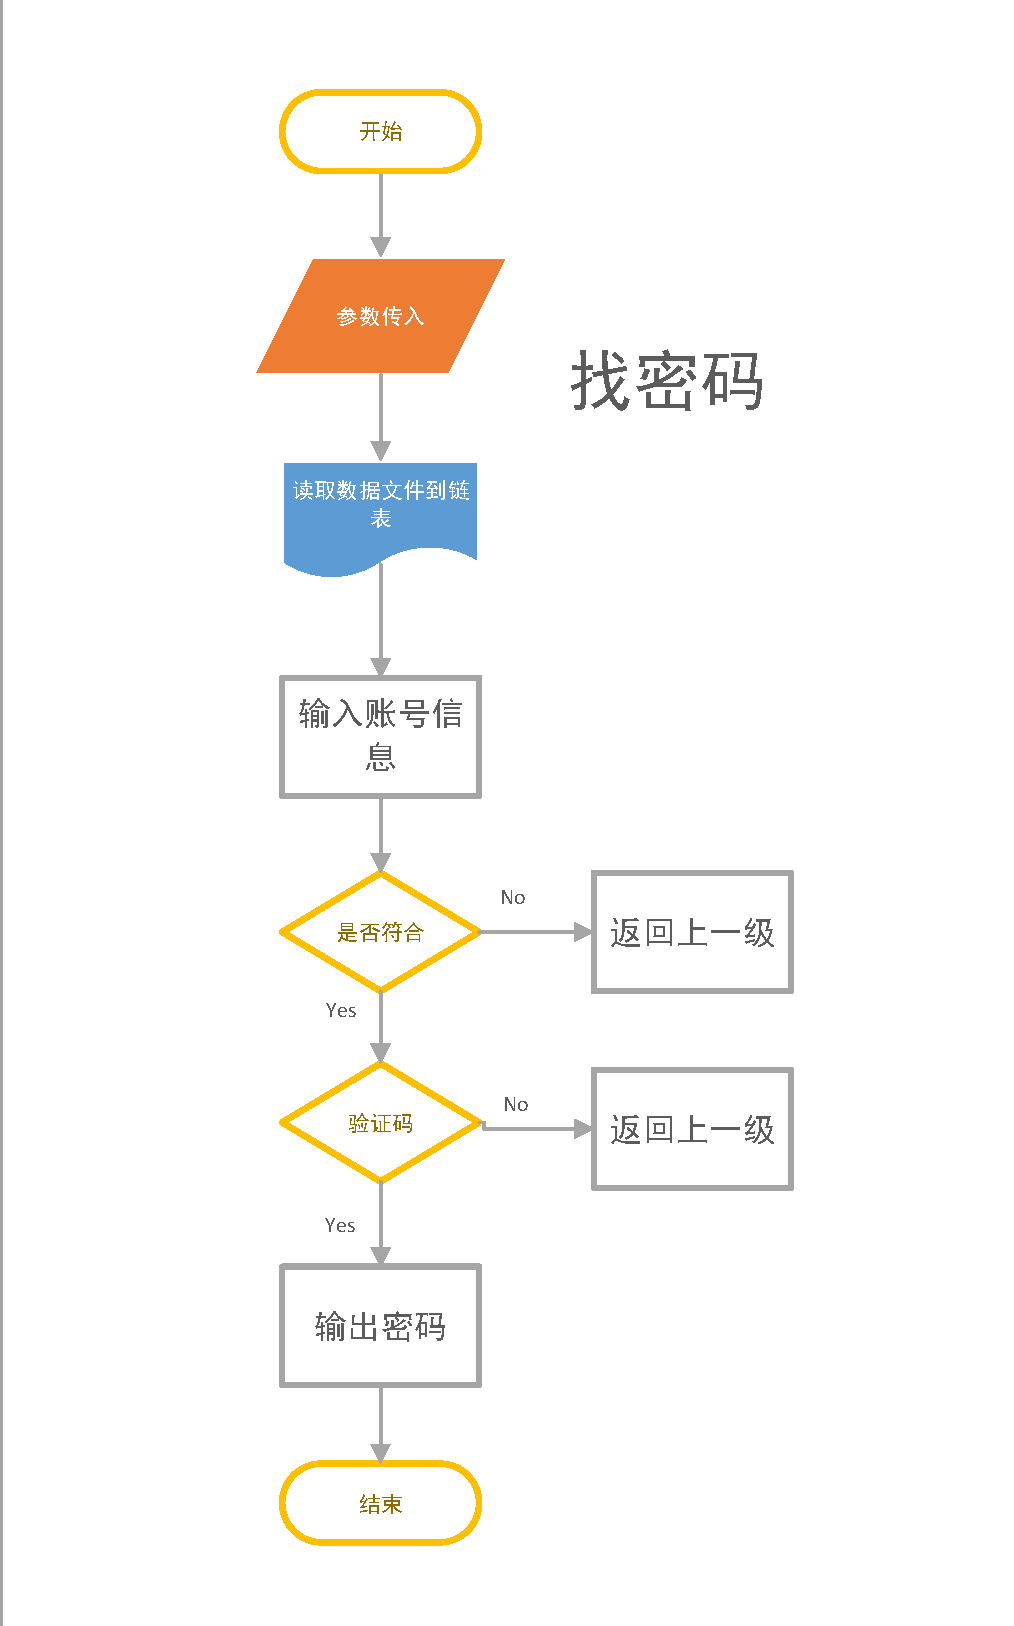 开始
参数传入
找密码
读取数据文件到链
表
输入账号信
息
是否符合
No
返回上一级
Yes
验证码
No
返回上一级
Yes
输出密码
结束